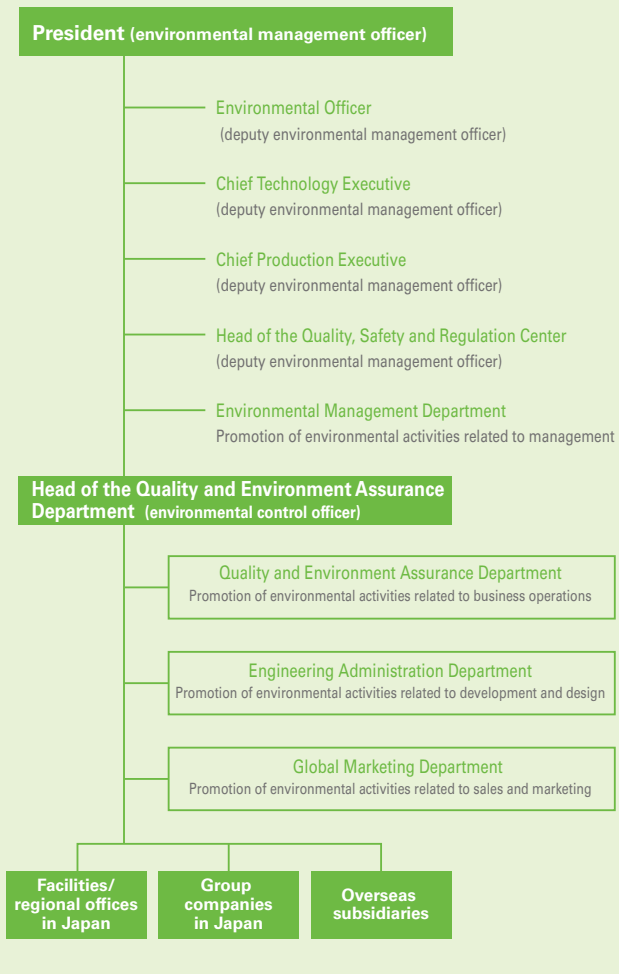 President (environmental management officer)
Environmental Officer
(deputy environmental management officer)
Chief Technology Executive
(deputy environmental management officer)
Chief Production Executive
(deputy environmental management officer)
Head of the Quality, Safety and Regulation Center
(deputy environmental management officer)
Environmental Management Department
Promotion of environmental activities related to management
Head of the Quality and Environment Assurance
Department (environmental control officer)
Quality and Environment Assurance Department
Promotion of environmental activities related to business operations
Engineering Administration Department
Promotion of environmental activities related to development and design
Global Marketing Department
Promotion of environmental activities related to sales and marketing
Facilities/
regional offices
in Japan
Group
companies
in Japan
Overseas
subsidiaries